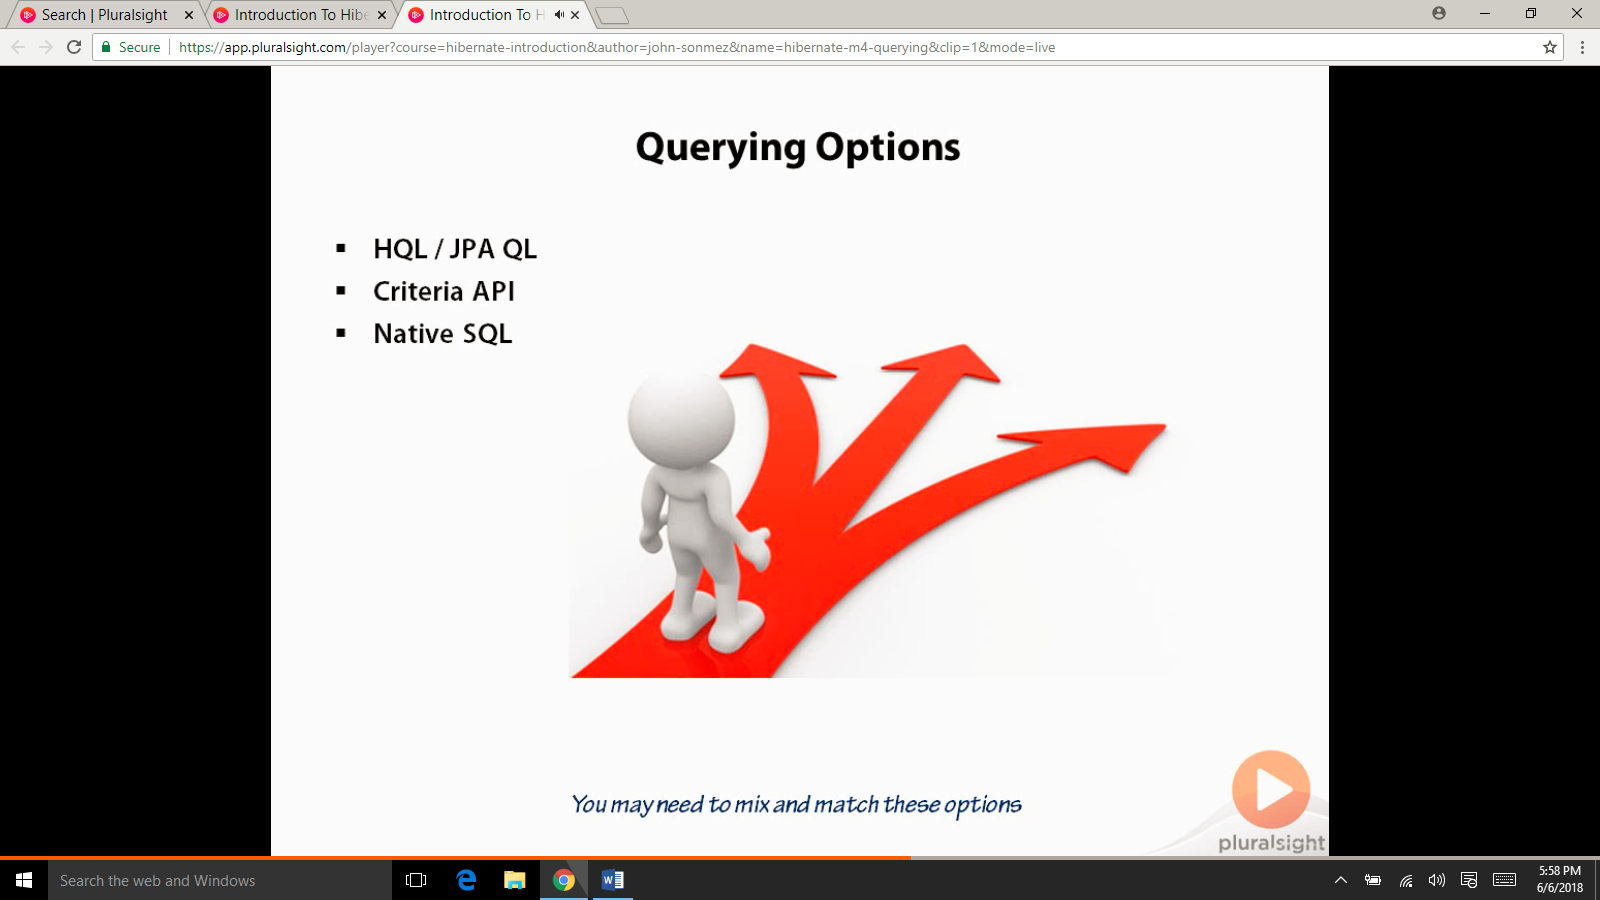 Search | Pluralsight
Introduction To Hibe
Introduction To H
Secure
https://app.pluralsight.com/player?course=hibernate-introduction&author=john-sonmez&name=hibernate-m4-querying&clip=1&mode=live
Querying Options
HQL / JPA QL
Criteria API
Native SQL
You may need to mix and match these options
pluralsight
Search the web and Windows
5:58 PM
6/6/2018